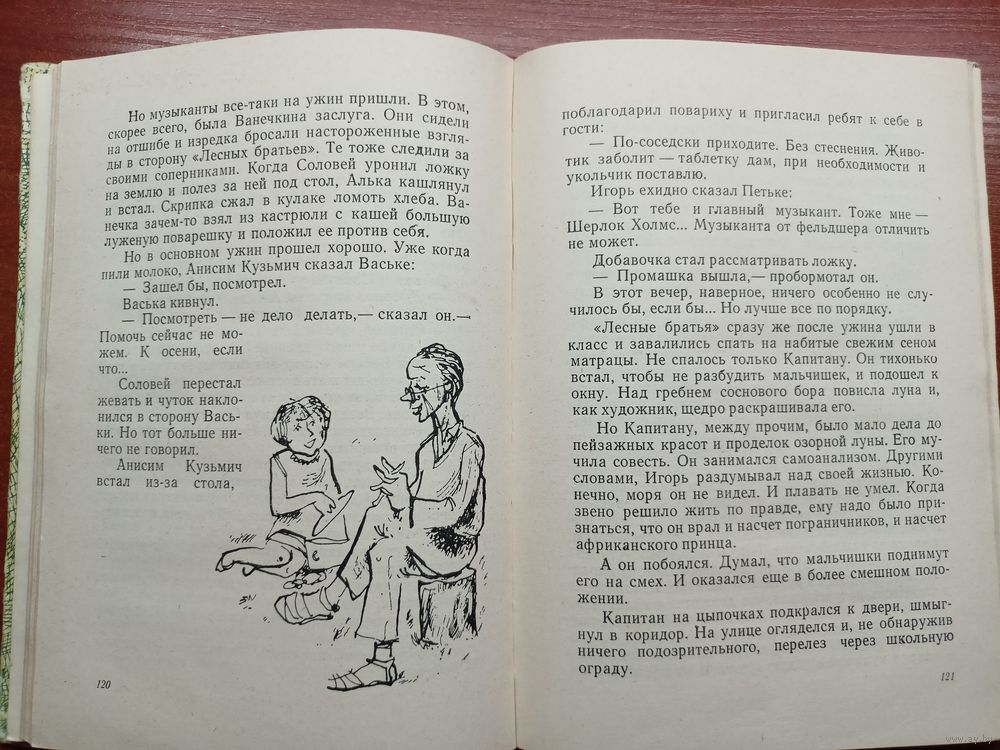 Но музыканты все-таки на ужин пришли. В этом,
скорее всего, была Ванечкина заслуга. Они сидели
на отшибе и изредка бросали настороженные взгля-
ды в сторону «Лесных братьев». Те тоже следили за
своими соперниками. Когда Соловей уронил ложку
на землю и полез за ней под стол, Алька кашлянул
и встал. Скрипка сжал в кулаке ломоть хлеба. Ва-
нечка зачем-то взял из кастрюли с кашей большую
луженую поварешку и положил ее против себя.
Но в основном ужин прошел хорошо. Уже когда
пили молоко, Анисим Кузьмич сказал Ваське:
— Зашел бы, посмотрел.
Васька кивнул.
— Посмотреть — не дело делать,— сказал он.—
Помочь сейчас не мо-
жем. К осени, если
что...
Соловей перестал
жевать и чуток накло-
нился в сторону Вась-
ки. Но тот больше ни-
чего не говорил.
Анисим Кузьмич
встал из-за стола,
120
поблагодарил повариху и пригласил ребят к себе в
гости:
— По-соседски приходите. Без стеснения. Живо-
тик заболит — таблетку дам, при необходимости и
укольчик поставлю.
Игорь ехидно сказал Петьке:
— Вот тебе и главный музыкант. Тоже мне —
Шерлок Холмс... Музыканта от фельдшера отличить
не может.
Добавочка стал рассматривать ложку.
— Промашка вышла,— пробормотал он.
В этот вечер, наверное, ничего особенно не слу-
чилось бы, если бы... Но лучше все по порядку.
«Лесные братья» сразу же после ужина ушли в
класс и завалились спать на набитые свежим сеном
матрацы. Не спалось только Капитану. Он тихонько
встал, чтобы не разбудить мальчишек, и подошел к
окну. Над гребнем соснового бора повисла луна и,
как художник, щедро раскрашивала его.
Но Капитану, между прочим, было мало дела до
пейзажных красот и проделок озорной луны. Его му-
чила совесть. Он занимался самоанализом. Другими
словами, Игорь раздумывал над своей жизнью. Ко-
нечно, моря он не видел. И плавать не умел. Когда
звено решило жить по правде, ему надо было при-
знаться, что он врал и насчет пограничников, и насчет
африканского принца.
А он побоялся. Думал, что мальчишки поднимут
его на смех. И оказался еще в более смешном поло-
жении.
Капитан на цыпочках подкрался к двери, шмыг-
нул в коридор. На улице огляделся и, не обнаружив
ничего подозрительного, перелез через школьную
ограду.
121
www.ay.by